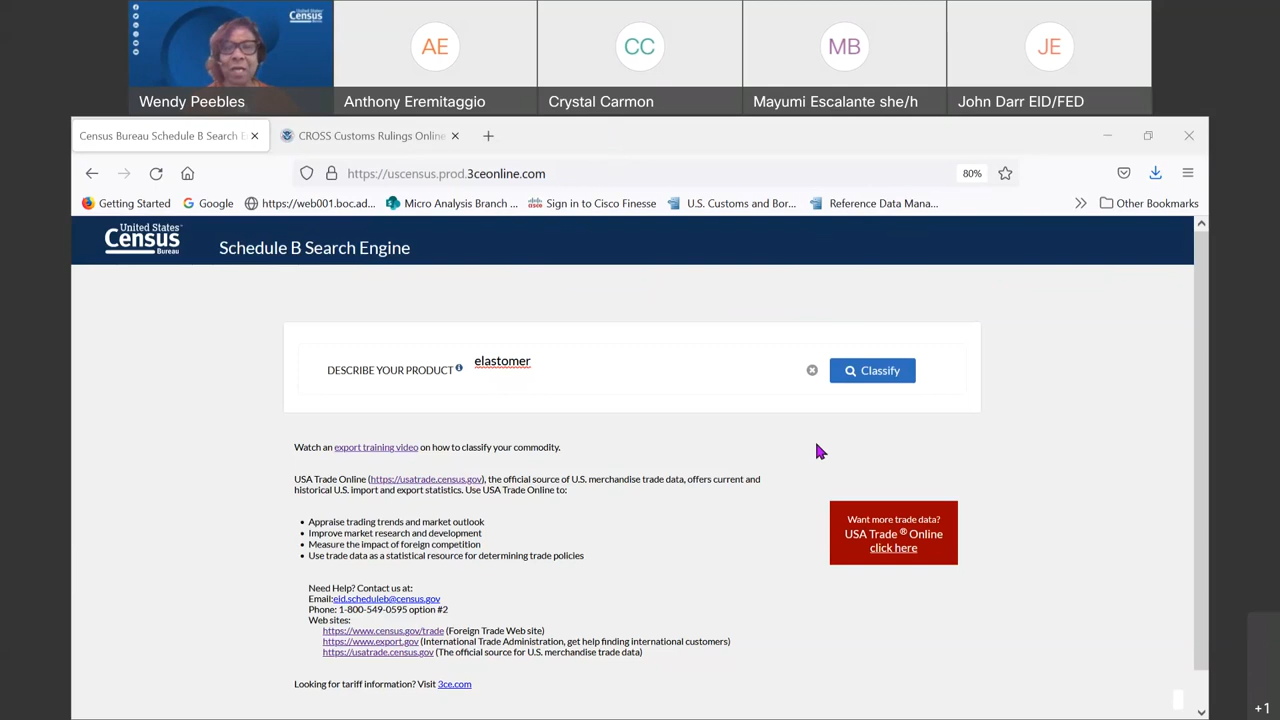 United States
Census
Bureau
AE
CC
MB
JE
Wendy Peebles
Anthony Eremitaggio
Crystal Carmon
Mayumi Escalante she/h
John Darr EID/FED
Census Bureau Schedule B Search E
CROSS Customs Rulings Online
https://uscensus.prod.3ceonline.com
80%
Getting Started
Google
https://web001.boc.ad...
Micro Analysis Branch ...
Sign in to Cisco Finesse
U.S. Customs and Bor...
Reference Data Mana...
Other Bookmarks
United States
Census
Bureau
Schedule B Search Engine
DESCRIBE YOUR PRODUCT
elastomer
Classify
Watch an export training video on how to classify your commodity.
USA Trade Online (https://usatrade.census.gov), the official source of U.S. merchandise trade data, offers current and
historical U.S. import and export statistics. Use USA Trade Online to:
• Appraise trading trends and market outlook
• Improve market research and development
• Measure the impact of foreign competition
• Use trade data as a statistical resource for determining trade policies
Want more trade data?
USA Trade ® Online
click here
Need Help? Contact us at:
Email:eid.scheduleb@census.gov
Phone: 1-800-549-0595 option #2
Web sites:
https://www.census.gov/trade (Foreign Trade Web site)
https://www.export.gov (International Trade Administration, get help finding international customers)
https://usatrade.census.gov (The official source for U.S. merchandise trade data)
Looking for tariff information? Visit 3ce.com
+1